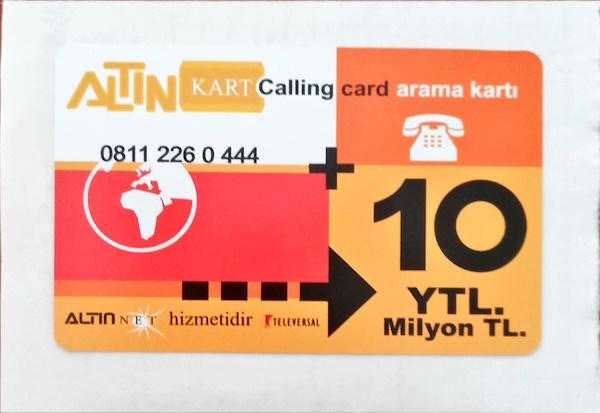 ALTIN KART Calling card arama kartı
0811 226 0 444
10
YTL.
Milyon TL.
ALTIN NET hizmetidir TELEVERSAL